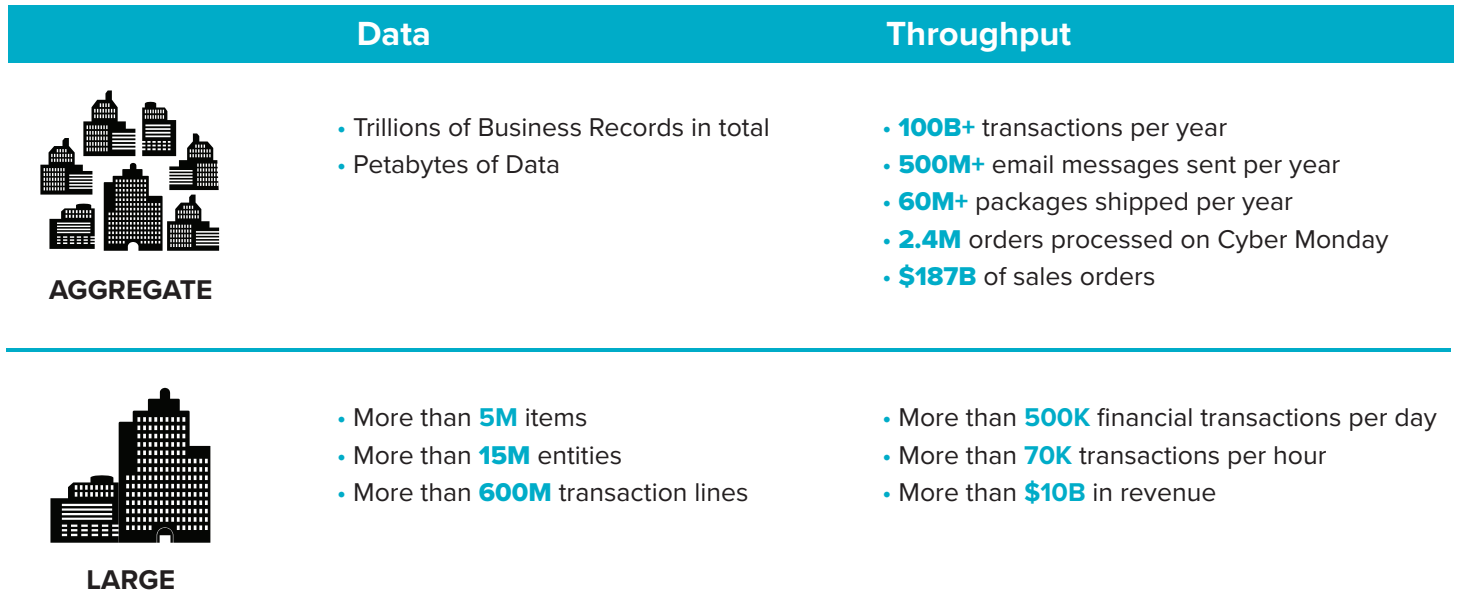 Data Throughput
• Trillions of Business Records in total
• Petabytes of Data
• 100B+ transactions per year
• 500M+ email messages sent per year
• 60M+ packages shipped per year
• 2.4M orders processed on Cyber Monday
• $187B of sales orders
AGGREGATE
• More than 5M items
• More than 15M entities
• More than 600M transaction lines
• More than 500K financial transactions per day
• More than 70K transactions per hour
• More than $10B in revenue
LARGE